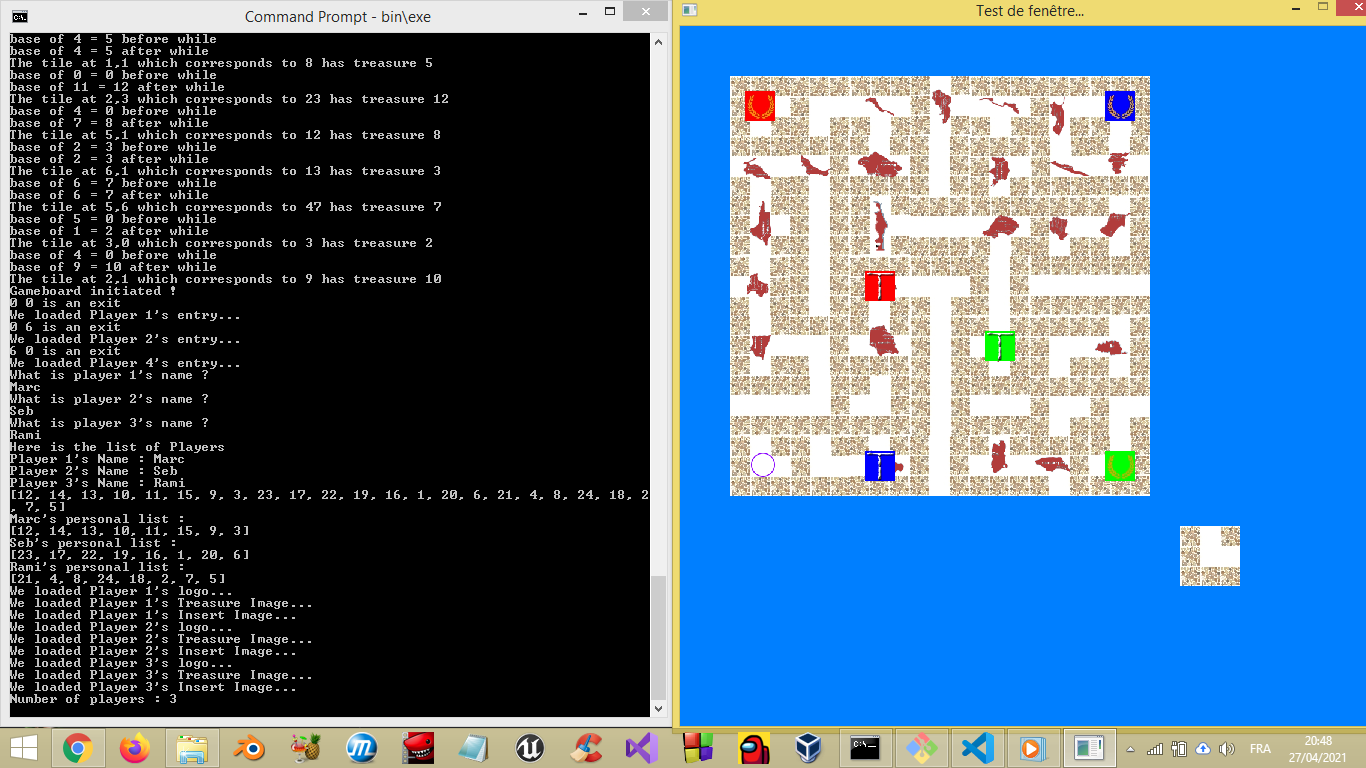 Command Prompt - bin\exe
base of 4 = 5 before while
base of 4 = 5 after while
The tile at 1,1 which corresponds to 8 has treasure 5
base of 0 = 0 before while
base of 11 = 12 after while
The tile at 2,3 which corresponds to 23 has treasure 12
base of 4 = 0 before while
base of 7 = 8 after while
The tile at 5,1 which corresponds to 12 has treasure 8
base of 2 = 3 before while
base of 2 = 3 after while
The tile at 6,1 which corresponds to 13 has treasure 3
base of 6 = 7 before while
base of 6 = 7 after while
The tile at 5,6 which corresponds to 47 has treasure 7
base of 5 = 0 before while
base of 1 = 2 after while
The tile at 3,0 which corresponds to 3 has treasure 2
base of 4 = 0 before while
base of 9 = 10 after while
The tile at 2,1 which corresponds to 9 has treasure 10
Gameboard initiated !
0 0 is an exit
We loaded Player 1's entry...
0 6 is an exit
We loaded Player 2's entry...
6 0 is an exit
We loaded Player 4's entry...
What is player 1's name ?
Marc
What is player 2's name ?
Seb
What is player 3's name ?
Rami
Here is the list of Players
Player 1's Name : Marc
Player 2's Name : Seb
Player 3's Name : Rami
[12, 14, 13, 10, 11, 15, 9, 3, 23, 17, 22, 19, 16, 1, 20, 6, 21, 4, 8, 24, 18, 2
, 7, 5]
Marc's personal list :
[12, 14, 13, 10, 11, 15, 9, 3]
Seb's personal list :
[23, 17, 22, 19, 16, 1, 20, 6]
Rami's personal list :
[21, 4, 8, 24, 18, 2, 7, 5]
We loaded Player 1's logo...
We loaded Player 1's Treasure Image...
We loaded Player 1's Insert Image...
We loaded Player 2's logo...
We loaded Player 2's Treasure Image...
We loaded Player 2's Insert Image...
We loaded Player 3's logo...
We loaded Player 3's Treasure Image...
We loaded Player 3's Insert Image...
Number of players : 3
Test de fenêtre...
FR
20:48
27/04/2021